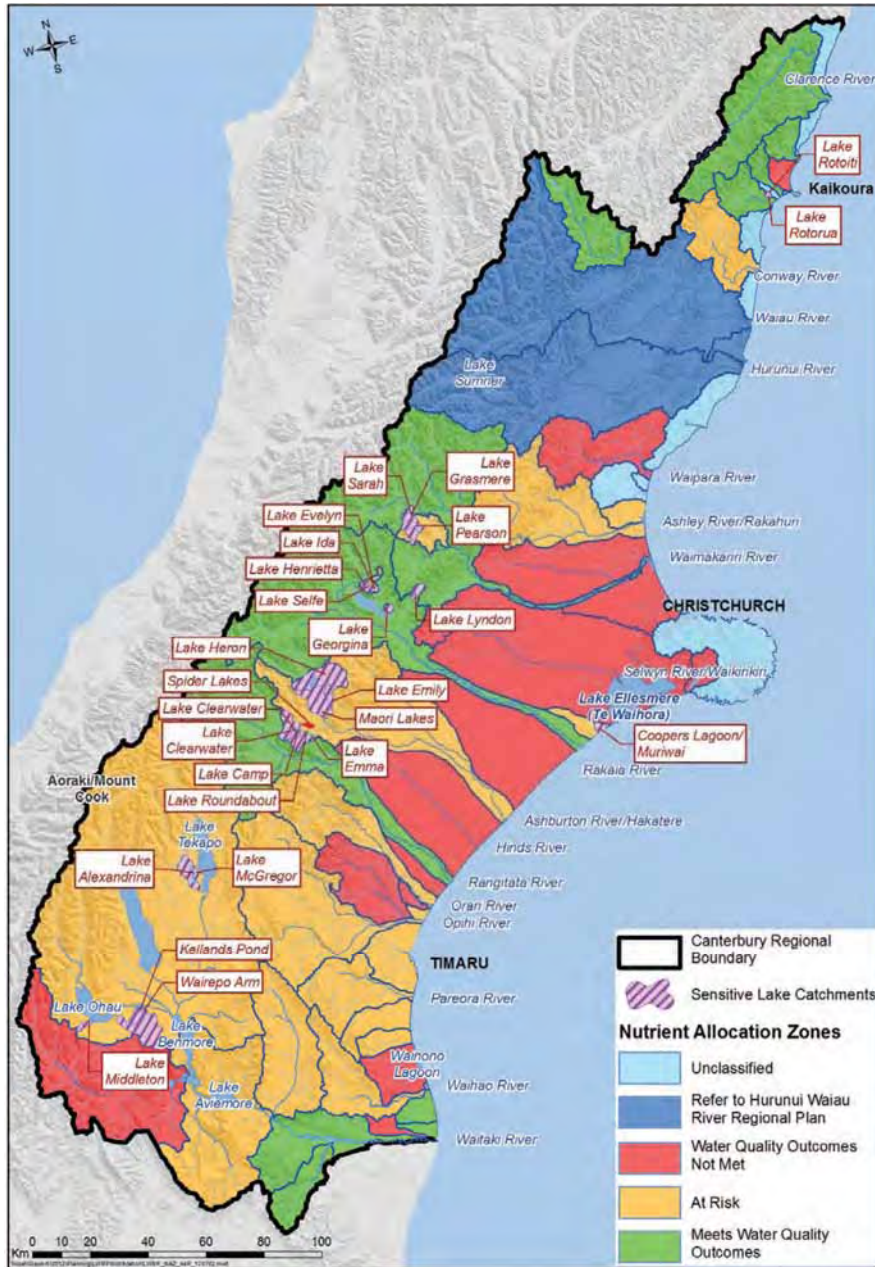 N
W
E
S
Clarence River
Lake
Rotoiti
Kaikoura
Lake
Rotorua
Conway River
Waiau River
Hurunui River
Lake
Sumner
Waipara River
Lake
Sarah
Lake
Grasmere
Lake Evelyn
Lake
Pearson
Ashley River/Rakahuri
Lake Ida
Waimakariri River
Lake Henrietta
Lake Selfe
Lake Lyndon
CHRISTCHURCH
Lake
Georgina
Lake Heron
Selwyn River/Waikirikiri
Spider Lakes
Lake Emily
Lake Ellesmere
(Te Waihora)
Lake Clearwater
Maori Lakes
Lake
Clearwater
Lake
Emma
Coopers Lagoon/
Muriwai
Lake Camp
Rakaia River
Aoraki/Mount
Cook
Lake Roundabout
Ashburton River/Hakatere
Lake
Tekapo
Hinds River
Lake
Alexandrina
Lake
McGregor
Rangitata River
Orari River
Opihi River
Kellands Pond
TIMARU
Wairepo Arm
Pareora River
Lake Ohau
Lake
Benmore
Lake
Middleton
Wainono
Lagoon
Waihao River
Lake
Aviemore
Waitaki River
Canterbury Regional
Boundary
Sensitive Lake Catchments
Nutrient Allocation Zones
Unclassified
Refer to Hurunui Waiau
River Regional Plan
Water Quality Outcomes
Not Met
At Risk
Meets Water Quality
Outcomes
Km
0 20 40 60 80 100